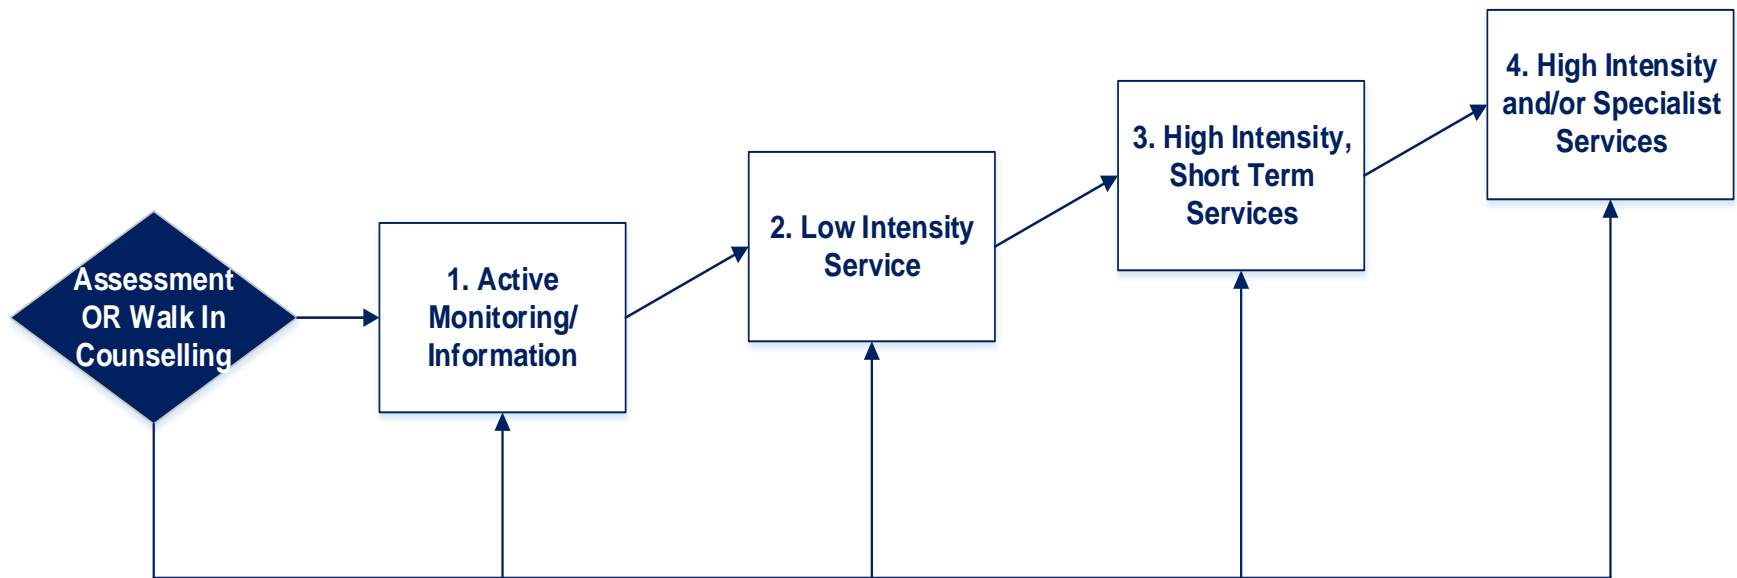 Assessment
OR Walk In
Counselling
1. Active
Monitoring/
Information
2. Low Intensity
Service
3. High Intensity,
Short Term
Services
4. High Intensity
and/or Specialist
Services